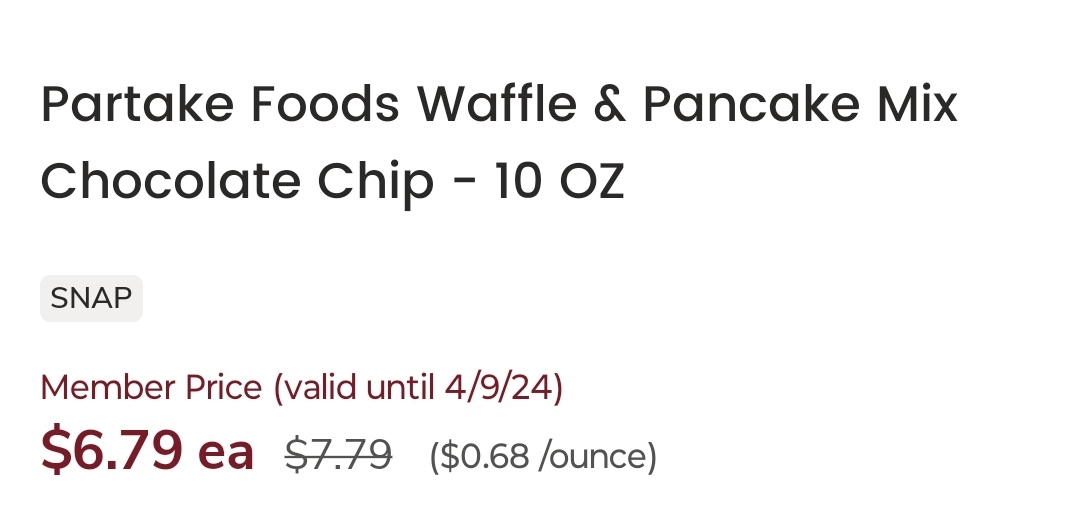 Partake Foods Waffle & Pancake Mix
Chocolate Chip - 10 OZ
SNAP
Member Price (valid until 4/9/24)
$6.79 ea $7.79 ($0.68 /ounce)